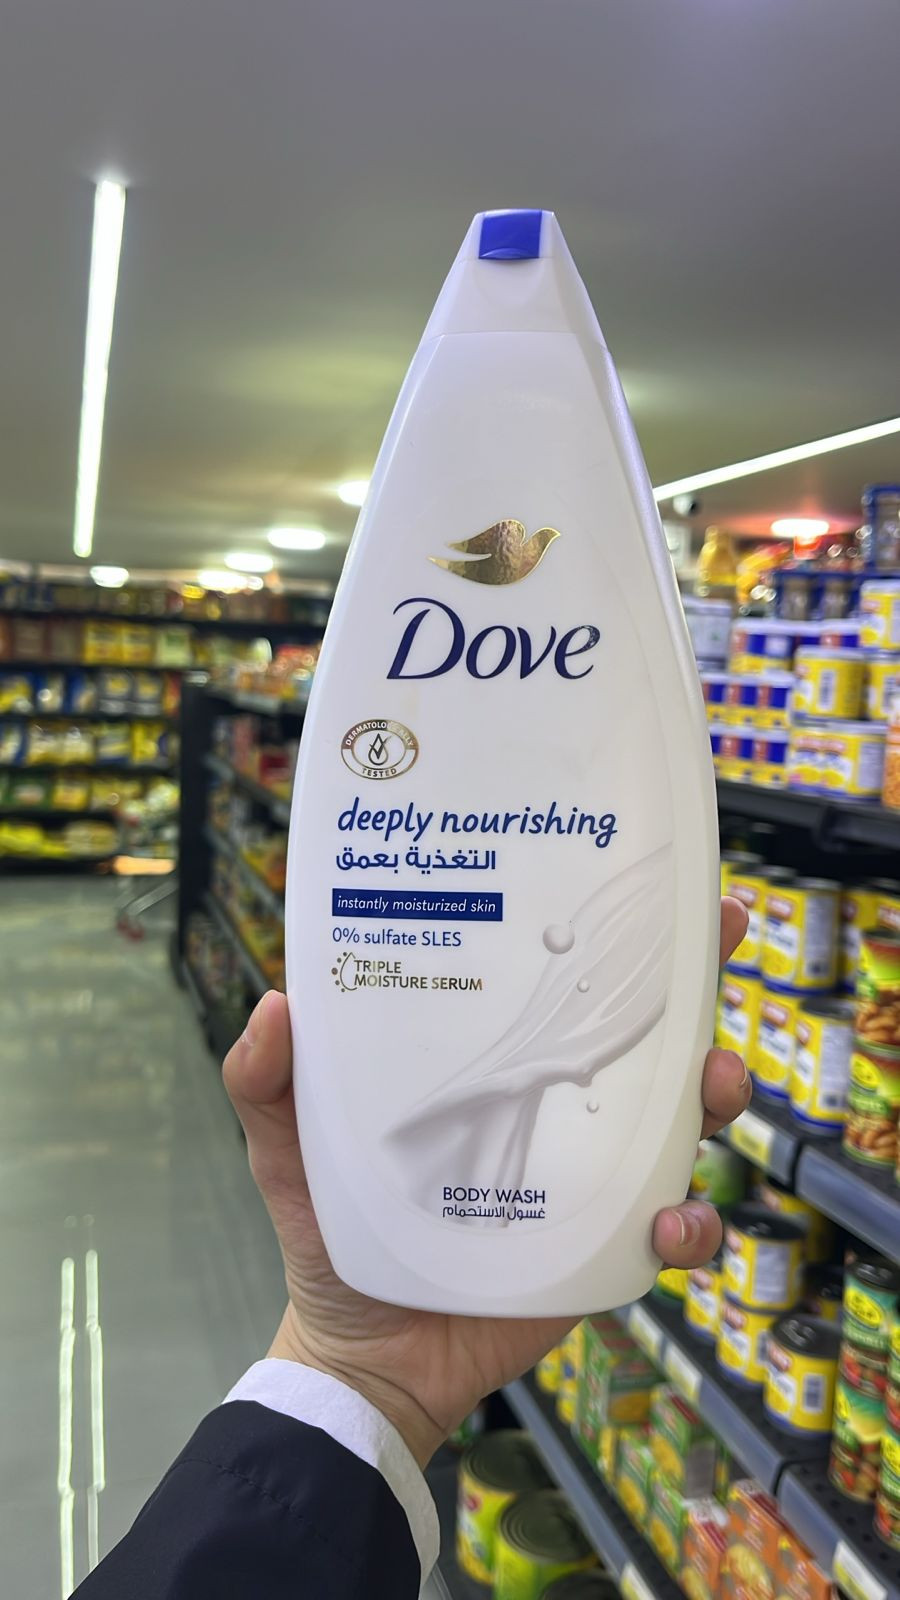 Dove
DERMATOLOGICALLY
TESTED
deeply nourishing
التغذية بعمق
instantly moisturized skin
0% sulfate SLES
TRIPLE
MOISTURE SERUM
BODY WASH
غسول الاستحمام